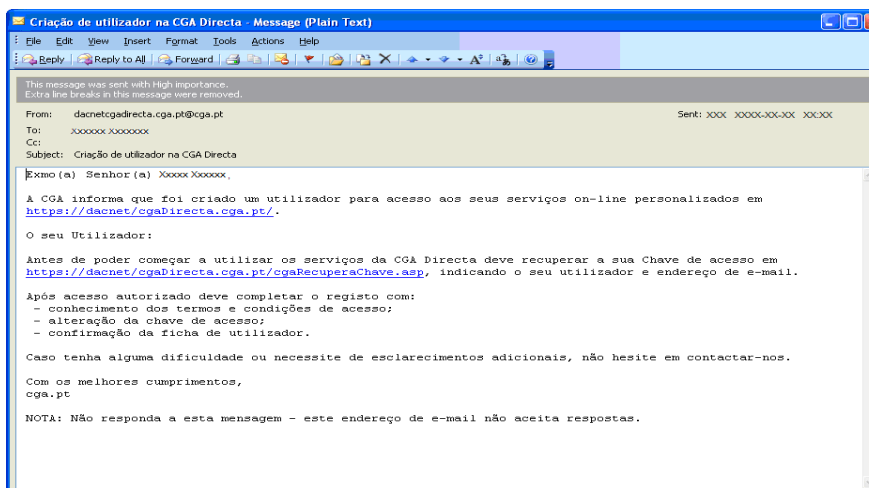 Criação de utilizador na CGA Directa - Message (Plain Text)
File Edit View Insert Format Tools Actions Help
Reply Reply to All Forward
This message was sent with High importance.
Extra line breaks in this message were removed.
From: dacnetcgadirecta.cga.pt@cga.pt Sent: XXX XXXX-XX-XX XX:XX
To: XXXXXX XXXXXXX
Cc:
Subject: Criação de utilizador na CGA Directa
Exmo(a) Senhor(a) Xxxxx Xxxxxx,
A CGA informa que foi criado um utilizador para acesso aos seus serviços on-line personalizados em
https://dacnet/cgaDirecta.cga.pt/.
O seu Utilizador:
Antes de poder começar a utilizar os serviços da CGA Directa deve recuperar a sua Chave de acesso em
https://dacnet/cgaDirecta.cga.pt/cgaRecuperaChave.asp, indicando o seu utilizador e endereço de e-mail.
Após acesso autorizado deve completar o registo com:
- conhecimento dos termos e condições de acesso;
- alteração da chave de acesso;
- confirmação da ficha de utilizador.
Caso tenha alguma dificuldade ou necessite de esclarecimentos adicionais, não hesite em contactar-nos.
Com os melhores cumprimentos,
cga.pt
NOTA: Não responda a esta mensagem - este endereço de e-mail não aceita respostas.